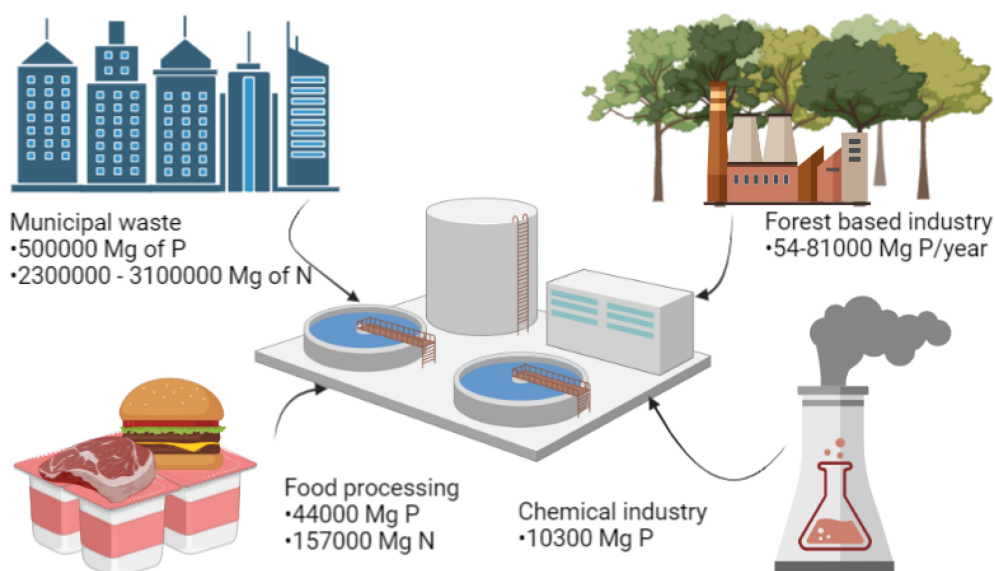 Municipal waste
•500000 Mg of P
•2300000 - 3100000 Mg of N
Forest based industry
•54-81000 Mg P/year
Food processing
•44000 Mg P
•157000 Mg N
Chemical industry
•10300 Mg P